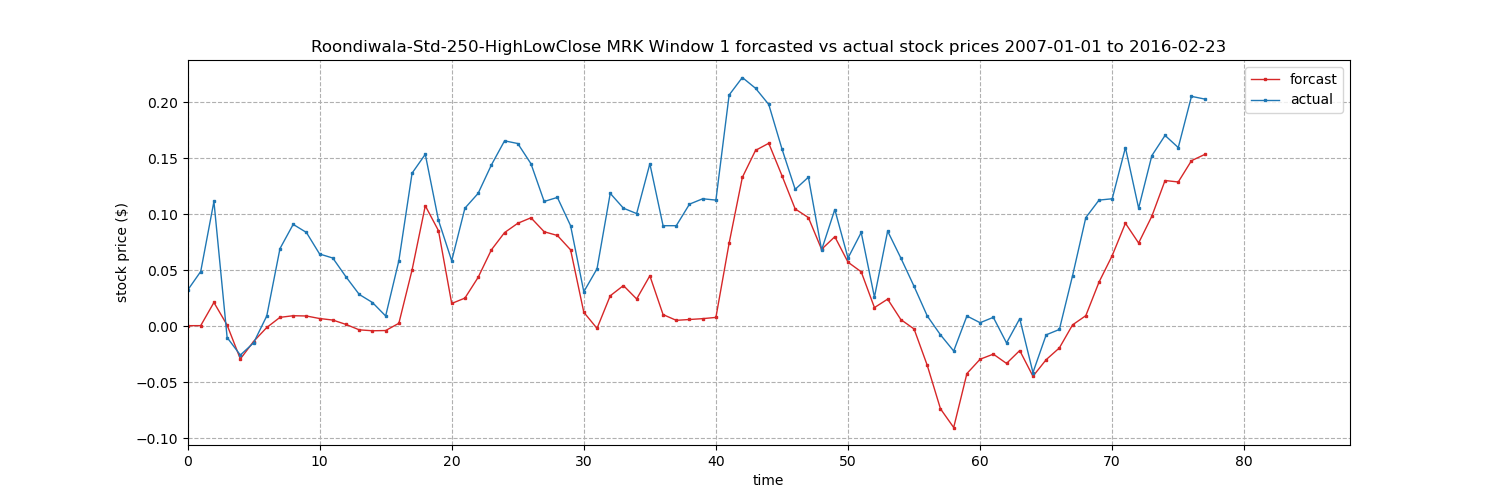 Roondiwala-Std-250-HighLowClose MRK Window 1 forcasted vs actual stock prices 2007-01-01 to 2016-02-23
forcast
actual
stock price ($)
0.20
0.15
0.10
0.05
0.00
−0.05
−0.10
0 10 20 30 40 50 60 70 80
time